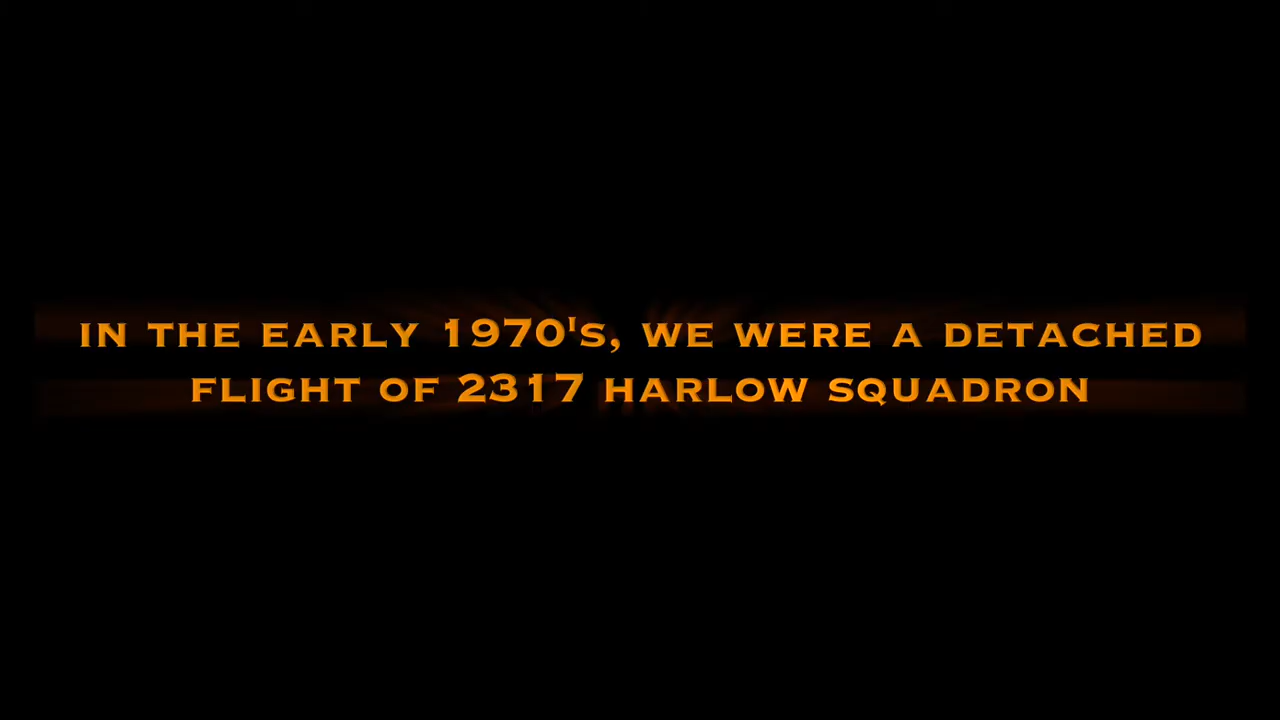 IN THE EARLY 1970's, WE WERE A DETACHED
FLIGHT OF 2317 HARLOW SQUADRON